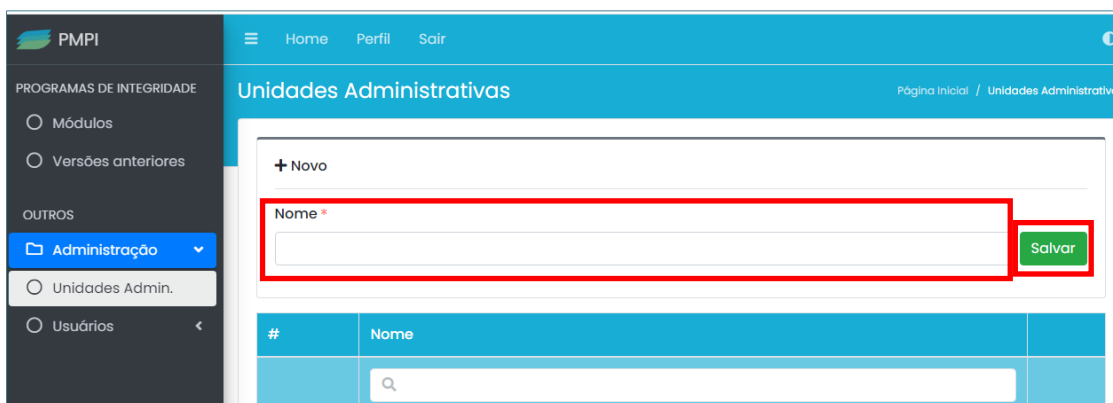 PMPI
Home Perfil Sair
PROGRAMAS DE INTEGRIDADE
Módulos
Versões anteriores
OUTROS
Administração
Unidades Admin.
Usuários
Unidades Administrativas
Página Inicial / Unidades Administrativ
+ Novo
Nome *
Salvar
# Nome